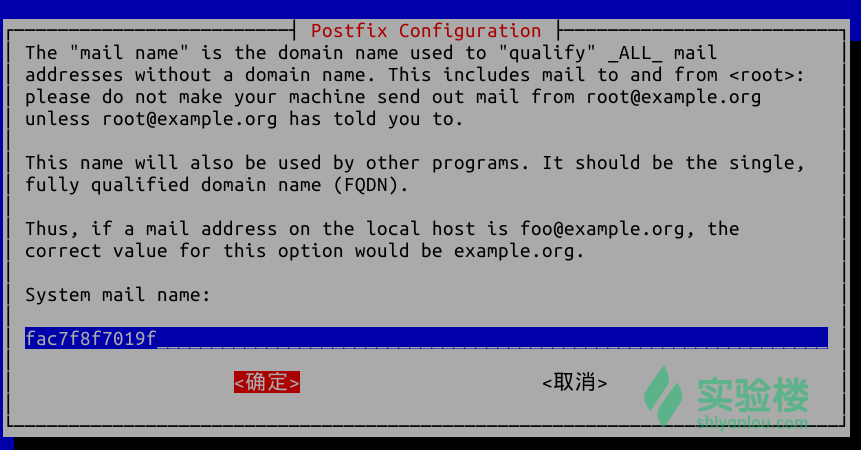 Postfix Configuration
The "mail name" is the domain name used to "qualify" _ALL_ mail
addresses without a domain name. This includes mail to and from <root>:
please do not make your machine send out mail from root@example.org
unless root@example.org has told you to.
This name will also be used by other programs. It should be the single,
fully qualified domain name (FQDN).
Thus, if a mail address on the local host is foo@example.org, the
correct value for this option would be example.org.
System mail name:
fac7f8f7019f
<确定> <取消>
实验楼
shiyanlou.com